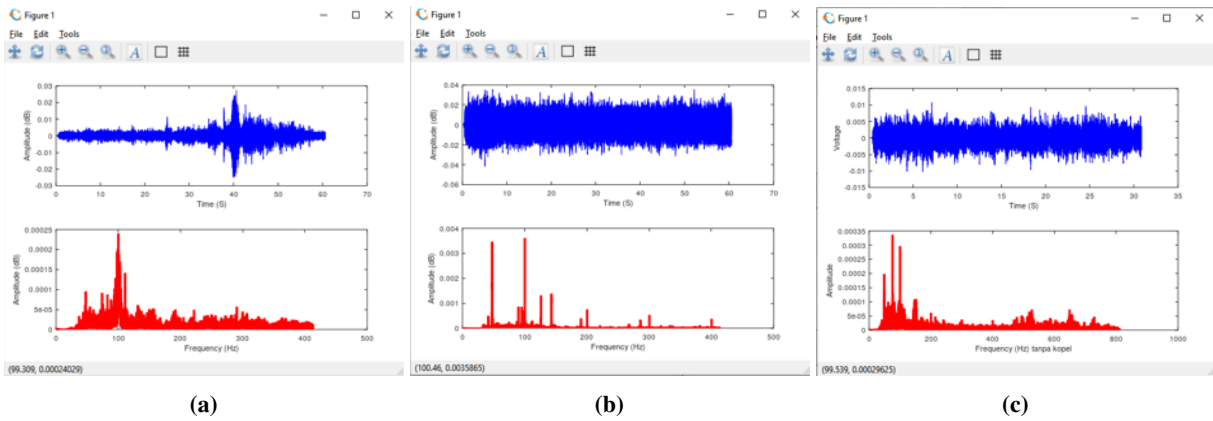 Figure 1
File Edit Tools
A
0.03
0.02
0.01
0
-0.01
-0.02
-0.03
Amplitude (dB)
0 10 20 30 40 50 60 70
Time (S)
0.00025
0.0002
0.00015
0.0001
5e-05
0
Amplitude (dB)
0 100 200 300 400 500
Frequency (Hz)
(99.309, 0.00024029)
(a)
Figure 1
File Edit Tools
A
0.04
0.02
0
-0.02
-0.04
-0.06
Amplitude (dB)
0 10 20 30 40 50 60 70
Time (S)
0.004
0.003
0.002
0.001
0
Amplitude (dB)
0 100 200 300 400 500
Frequency (Hz)
(100.46, 0.0035865)
(b)
Figure 1
File Edit Tools
A
0.015
0.01
0.005
0
-0.005
-0.01
-0.015
Voltage
0 5 10 15 20 25 30 35
Time (S)
0.00035
0.0003
0.00025
0.0002
0.00015
0.0001
5e-05
0
Amplitude
0 200 400 600 800 1000
Frequency (Hz) tanpa kopel
(99.539, 0.00029625)
(c)